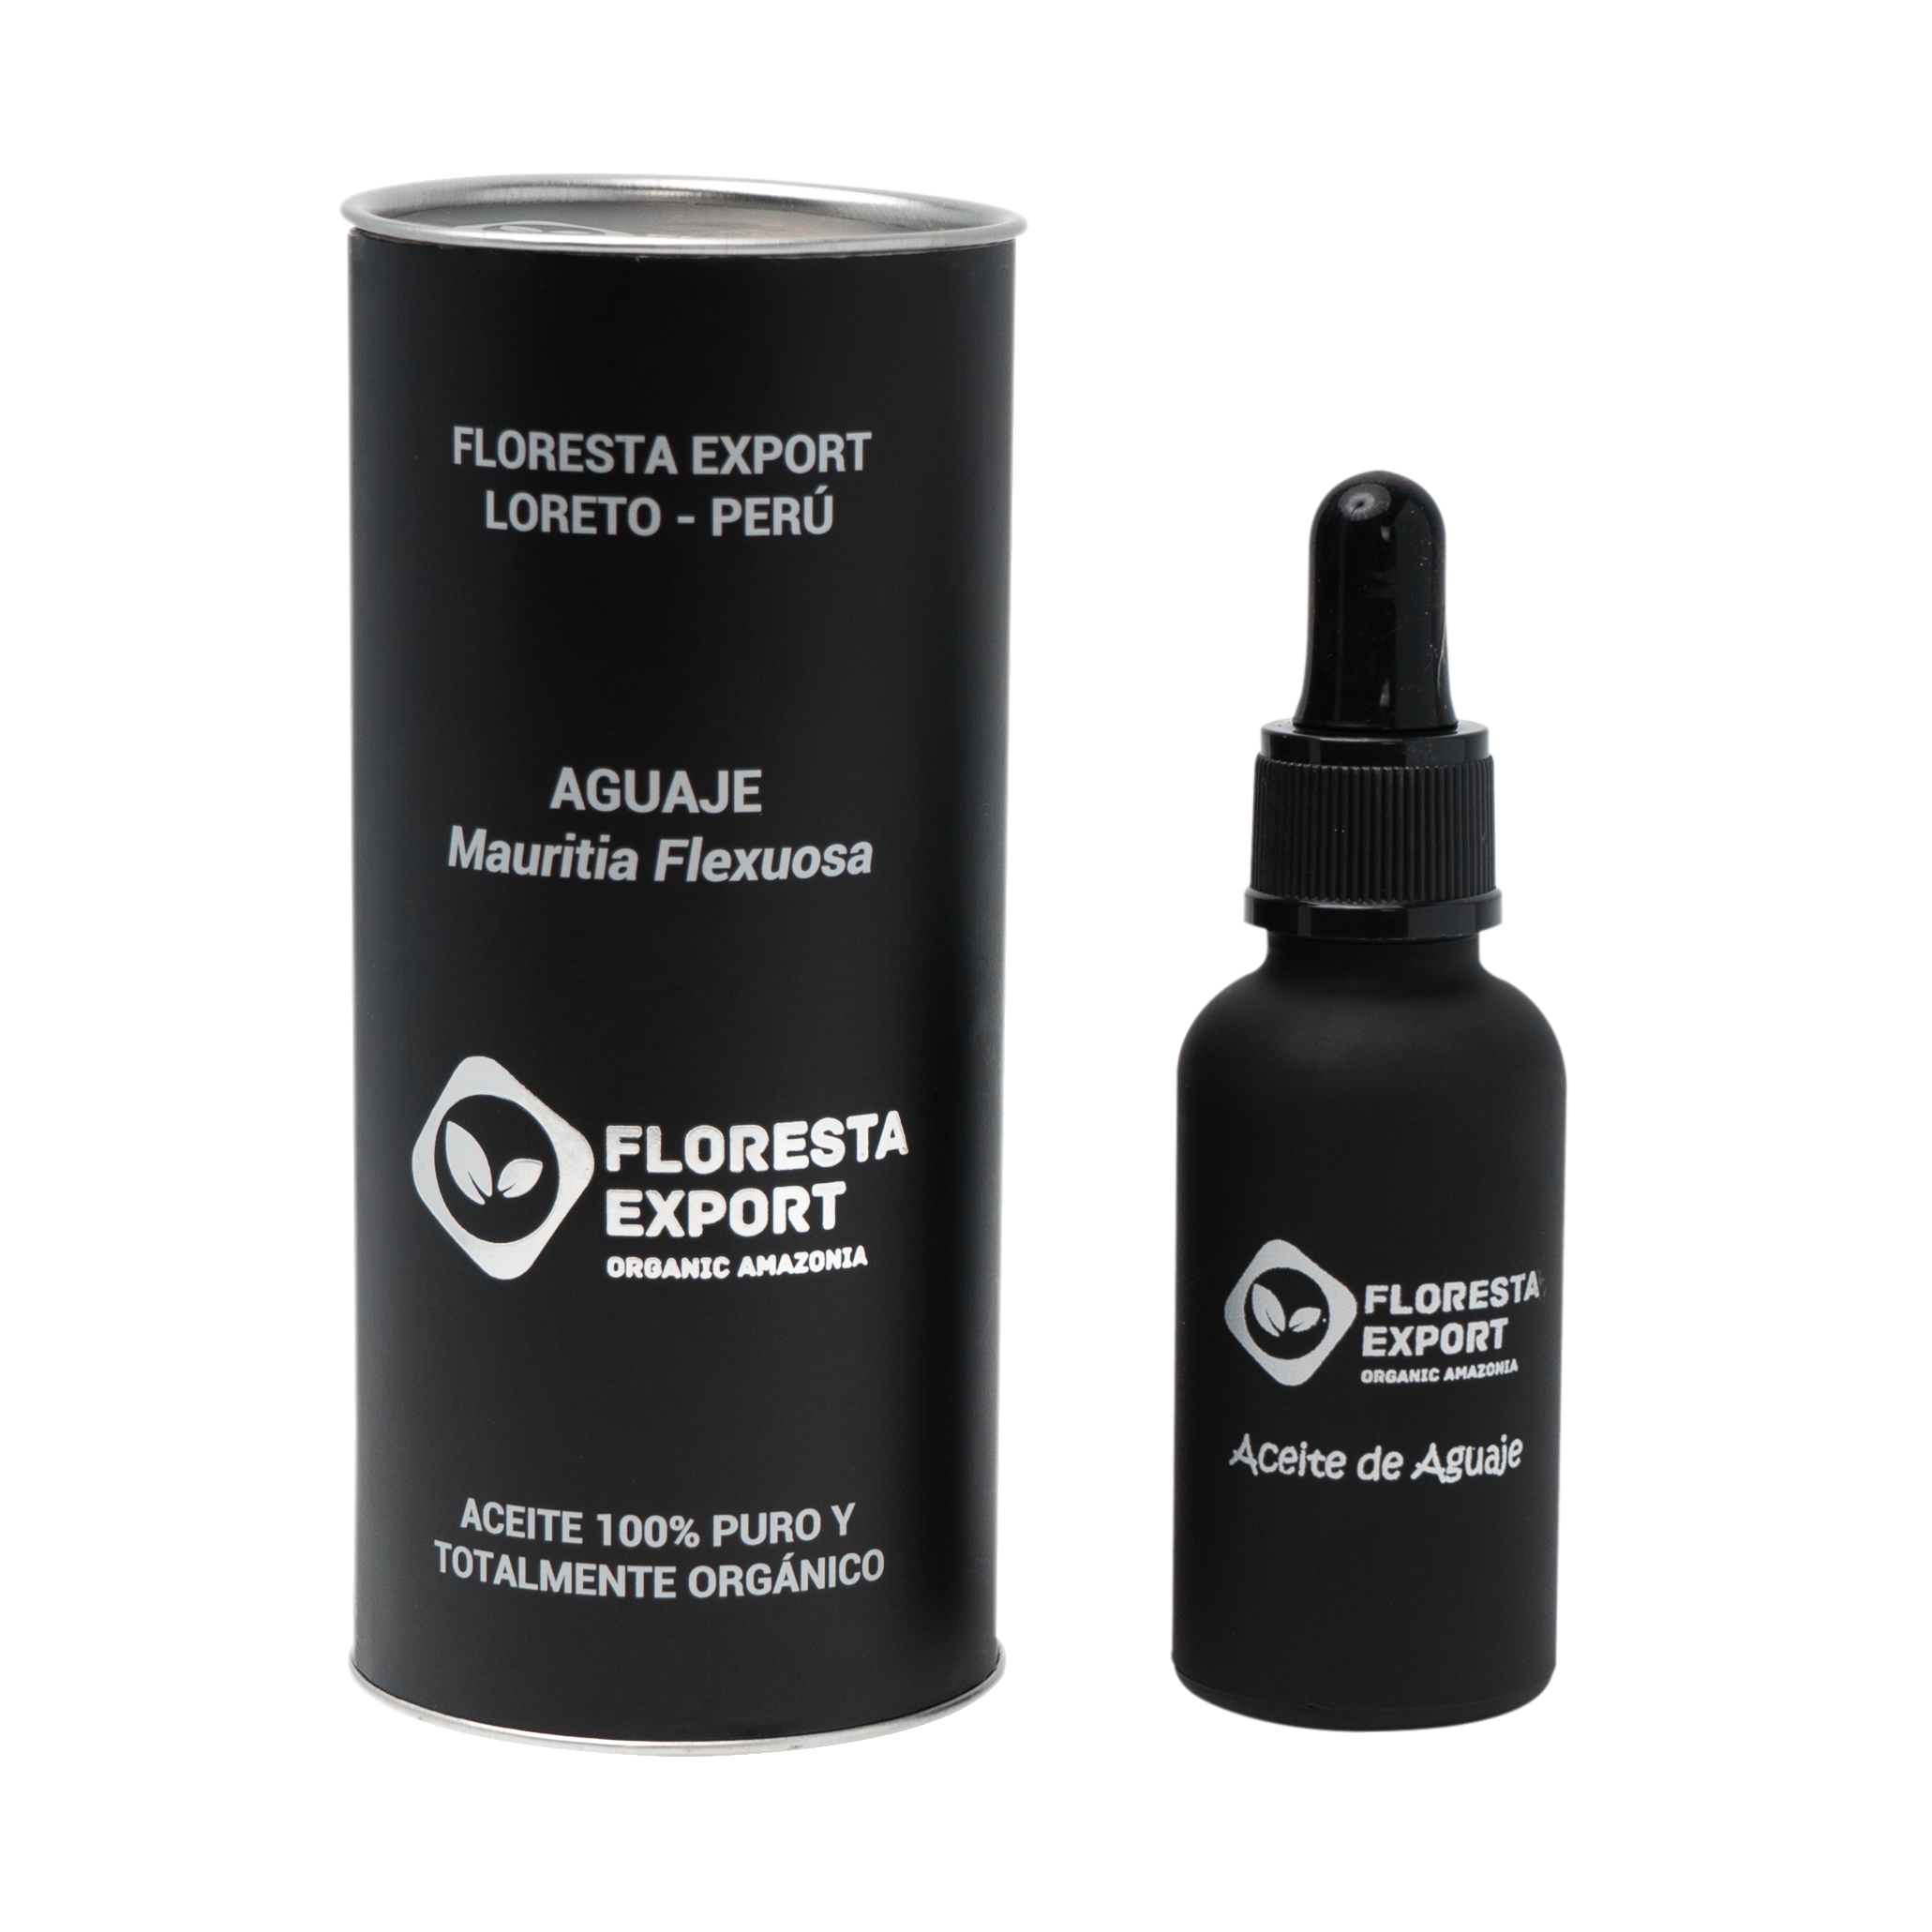 FLORESTA EXPORT
LORETO - PERÚ
AGUAJE
Mauritia Flexuosa
FLORESTA
EXPORT
ORGANIC AMAZONIA
ACEITE 100% PURO Y
TOTALMENTE ORGÁNICO
FLORESTA
EXPORT
ORGANIC AMAZONIA
Aceite de Aguaje